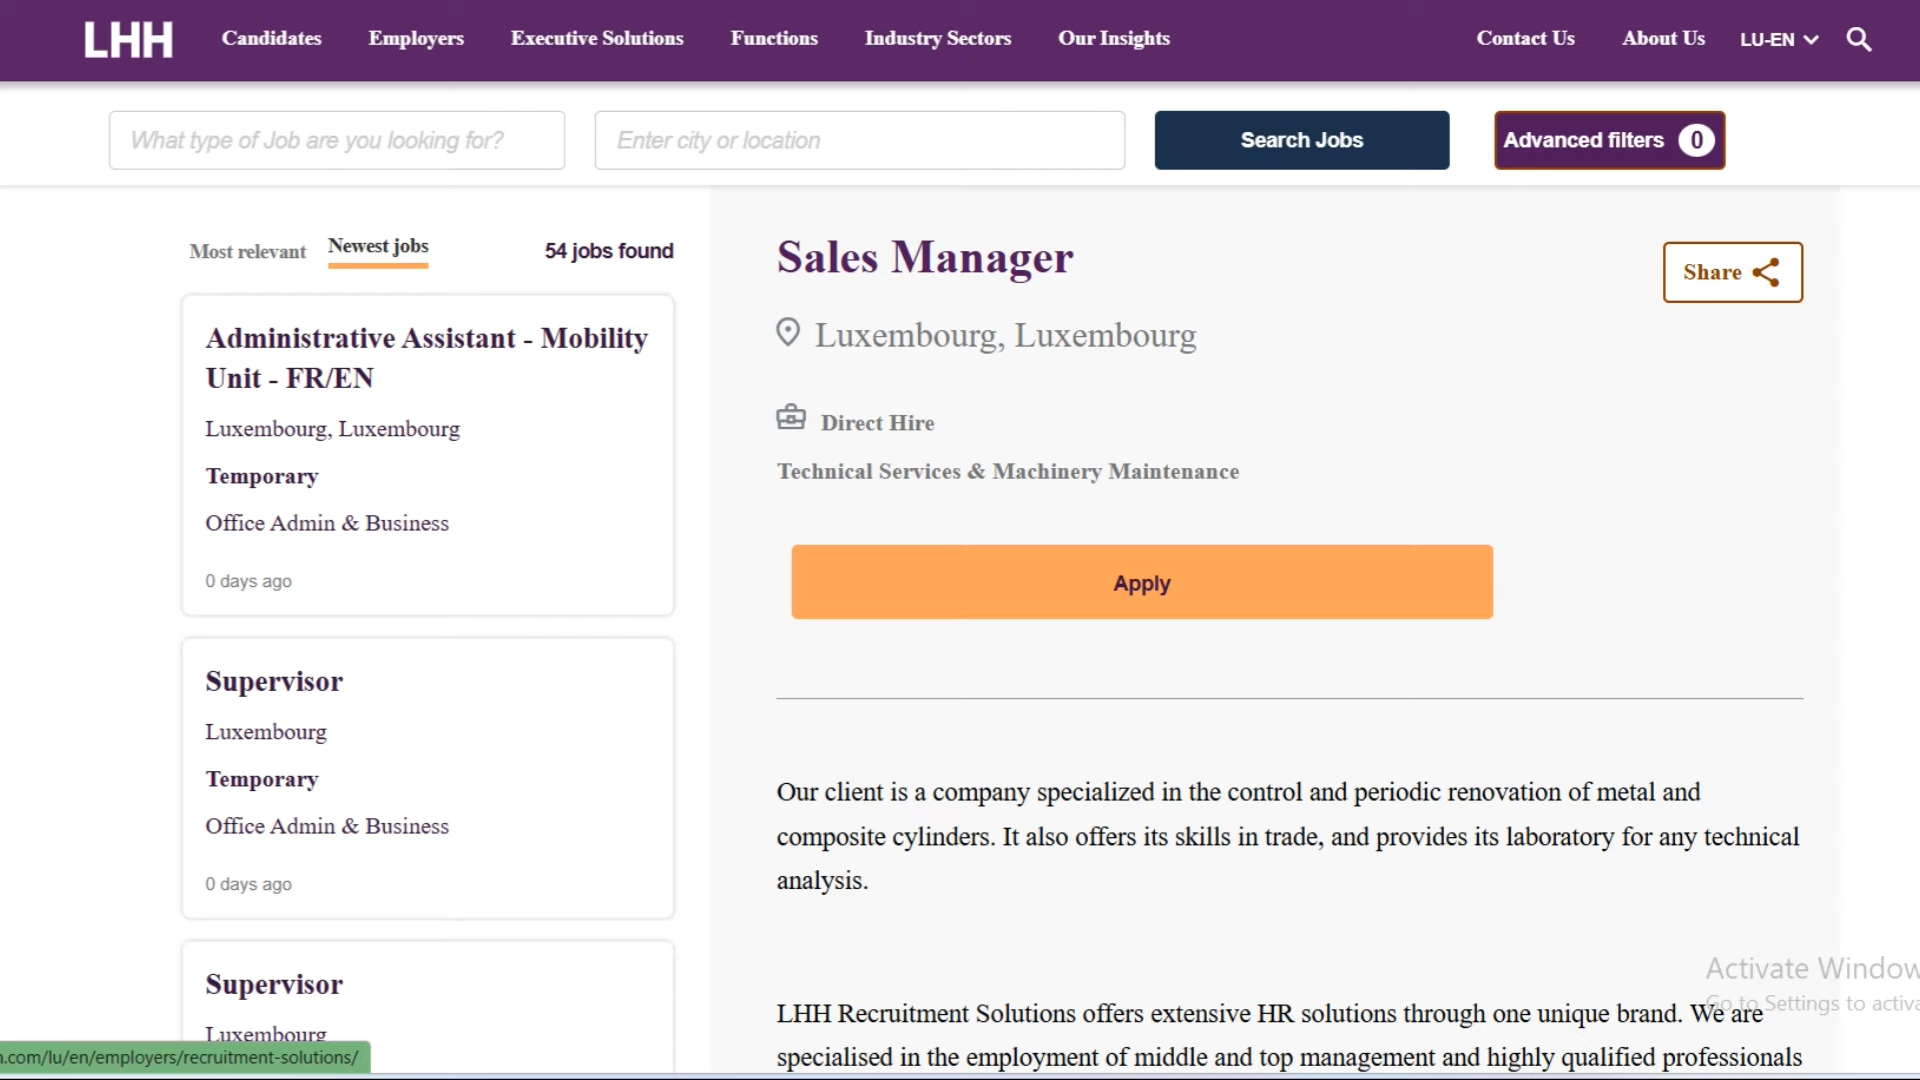 LHH Candidates Employers Executive Solutions Functions Industry Sectors Our Insights Contact Us About Us LU-EN
What type of Job are you looking for? Enter city or location Search Jobs Advanced filters 0
Most relevant Newest jobs 54 jobs found
Administrative Assistant - Mobility
Unit - FR/EN
Luxembourg, Luxembourg
Temporary
Office Admin & Business
0 days ago
Supervisor
Luxembourg
Temporary
Office Admin & Business
0 days ago
Supervisor
Luxembourg
Sales Manager
Share
Luxembourg, Luxembourg
Direct Hire
Technical Services & Machinery Maintenance
Apply
Our client is a company specialized in the control and periodic renovation of metal and
composite cylinders. It also offers its skills in trade, and provides its laboratory for any technical
analysis.
LHH Recruitment Solutions offers extensive HR solutions through one unique brand. We are
specialised in the employment of middle and top management and highly qualified professionals
Activate Window
Go to Settings to activa
.com/lu/en/employers/recruitment-solutions/